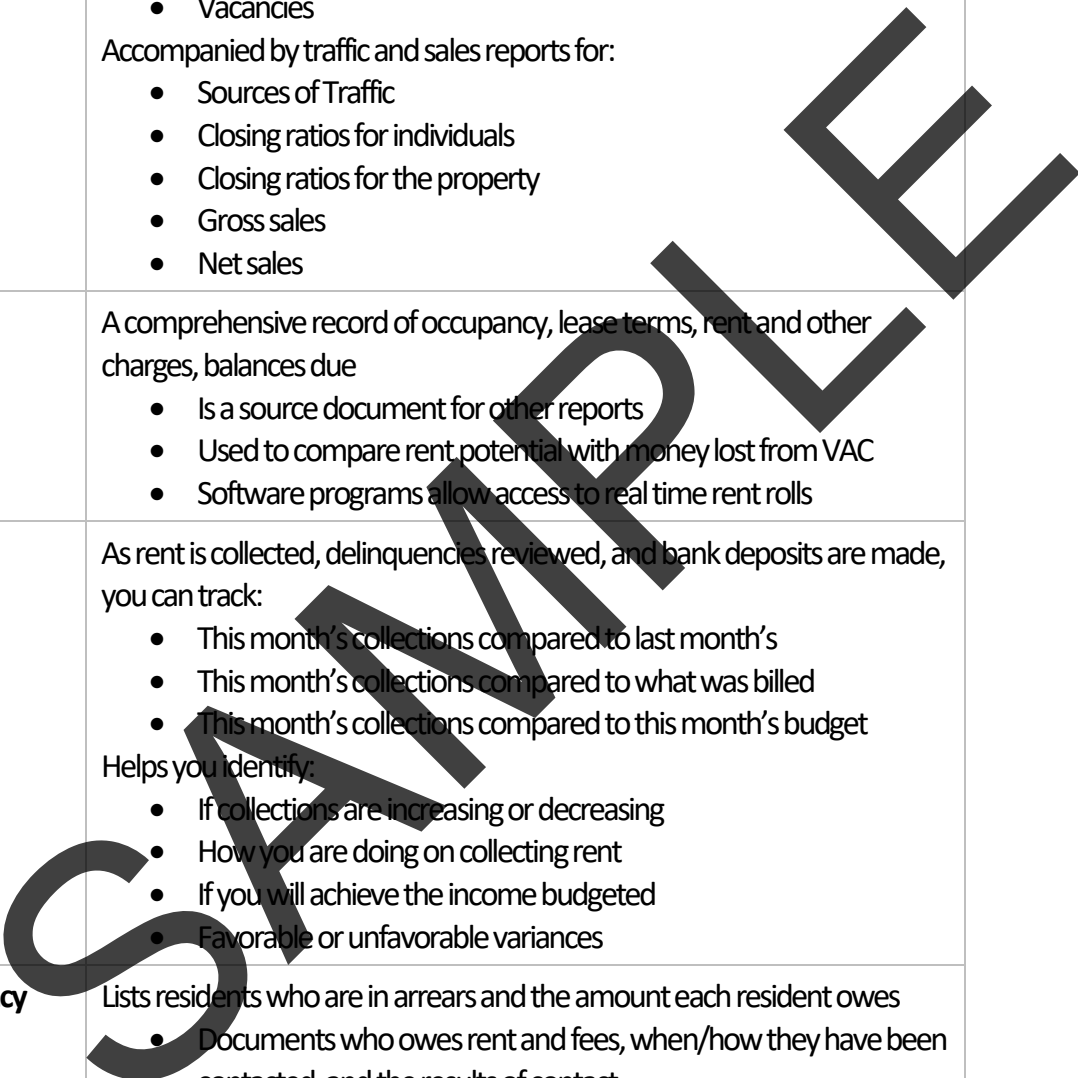 • Vacancies
Accompanied by traffic and sales reports for:
• Sources of Traffic
• Closing ratios for individuals
• Closing ratios for the property
• Gross sales
• Net sales
A comprehensive record of occupancy, lease terms, rent and other
charges, balances due
• Is a source document for other reports
• Used to compare rent potential with money lost from VAC
• Software programs allow access to real time rent rolls
As rent is collected, delinquencies reviewed, and bank deposits are made,
you can track:
• This month’s collections compared to last month’s
• This month’s collections compared to what was billed
• This month’s collections compared to this month’s budget
Helps you identify:
• If collections are increasing or decreasing
• How you are doing on collecting rent
• If you will achieve the income budgeted
• Favorable or unfavorable variances
cy
Lists residents who are in arrears and the amount each resident owes
• Documents who owes rent and fees, when/how they have been
contacted, and the results of contact
SAMPLE